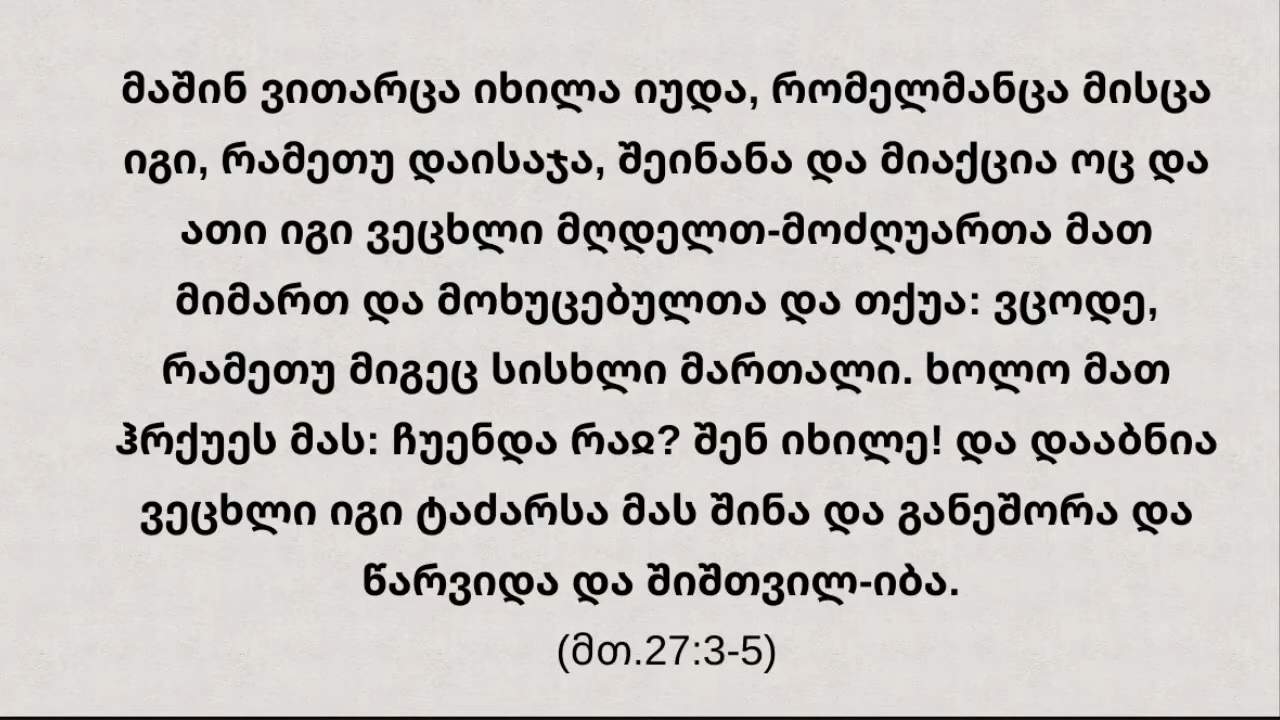 მაშინ ვითარცა იხილა იუდა, რომელმანცა მისცა
იგი, რამეთუ დაისაჯა, შეინანა და მიაქცია ოც და
ათი იგი ვეცხლი მღდელთ-მოძღუართა მათ
მიმართ და მოხუცებულთა და თქუა: ვცოდე,
რამეთუ მიგეც სისხლი მართალი. ხოლო მათ
ჰრქუეს მას: ჩუენდა რაჲ? შენ იხილე! და დააბნია
ვეცხლი იგი ტაძარსა მას შინა და განეშორა და
წარვიდა და შიშთვილ-იბა.
(მთ.27:3-5)